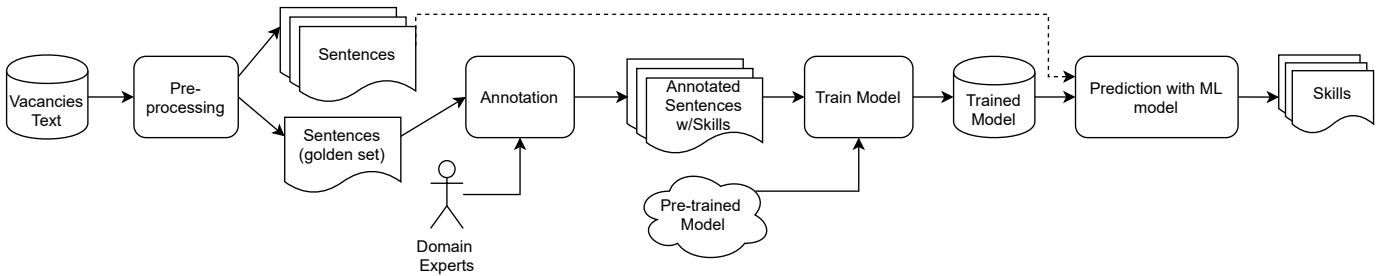 Vacancies
Text
Pre-
processing
Sentences
Sentences
(golden set)
Annotation
Domain
Experts
Annotated
Sentences
w/Skills
Pre-trained
Model
Train Model
Trained
Model
Prediction with ML
model
Skills